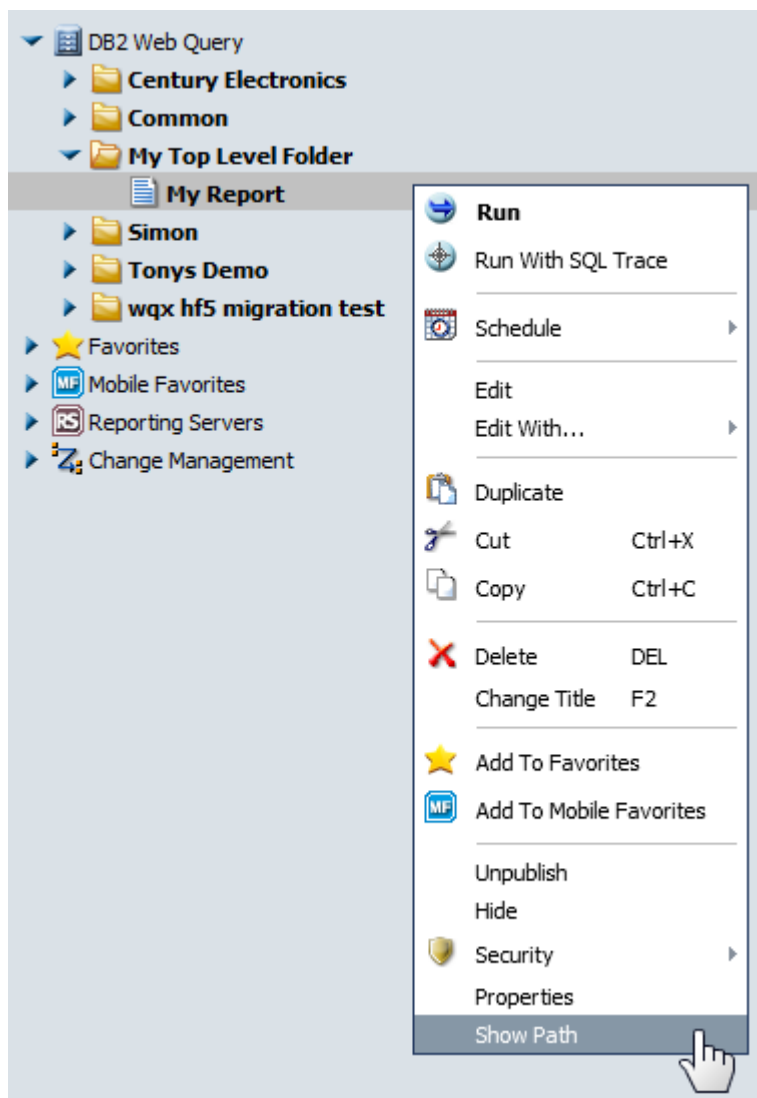 DB2 Web Query
Century Electronics
Common
My Top Level Folder
My Report
Simon
Tonys Demo
wqx hf5 migration test
Favorites
MF Mobile Favorites
RS Reporting Servers
Change Management
Run
Run With SQL Trace
Schedule
Edit
Edit With...
Duplicate
Cut Ctrl+X
Copy Ctrl+C
Delete DEL
Change Title F2
Add To Favorites
MF Add To Mobile Favorites
Unpublish
Hide
Security
Properties
Show Path